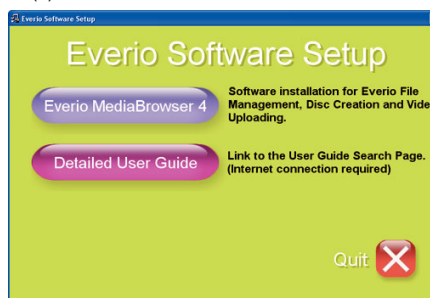 Everio Software Setup
Everio Software Setup
Everio MediaBrowser 4
Software installation for Everio File
Management, Disc Creation and Vide
Uploading.
Detailed User Guide
Link to the User Guide Search Page.
(Internet connection required)
Quit